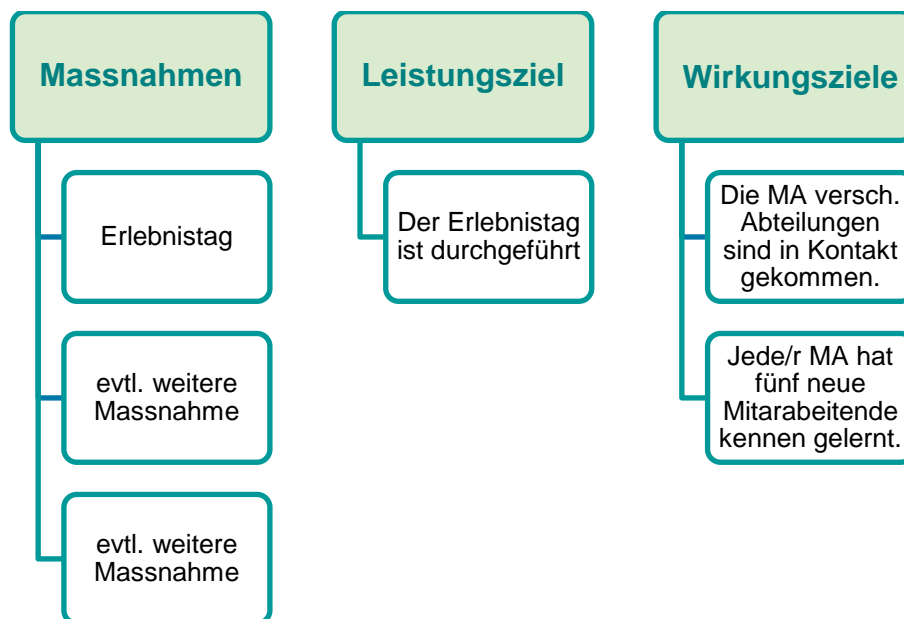 Massnahmen
Erlebnistag
evtl. weitere
Massnahme
evtl. weitere
Massnahme
Leistungsziel
Der Erlebnistag
ist durchgeführt
Wirkungsziele
Die MA versch.
Abteilungen
sind in Kontakt
gekommen.
Jede/r MA hat
fünf neue
Mitarabeitende
kennen gelernt.